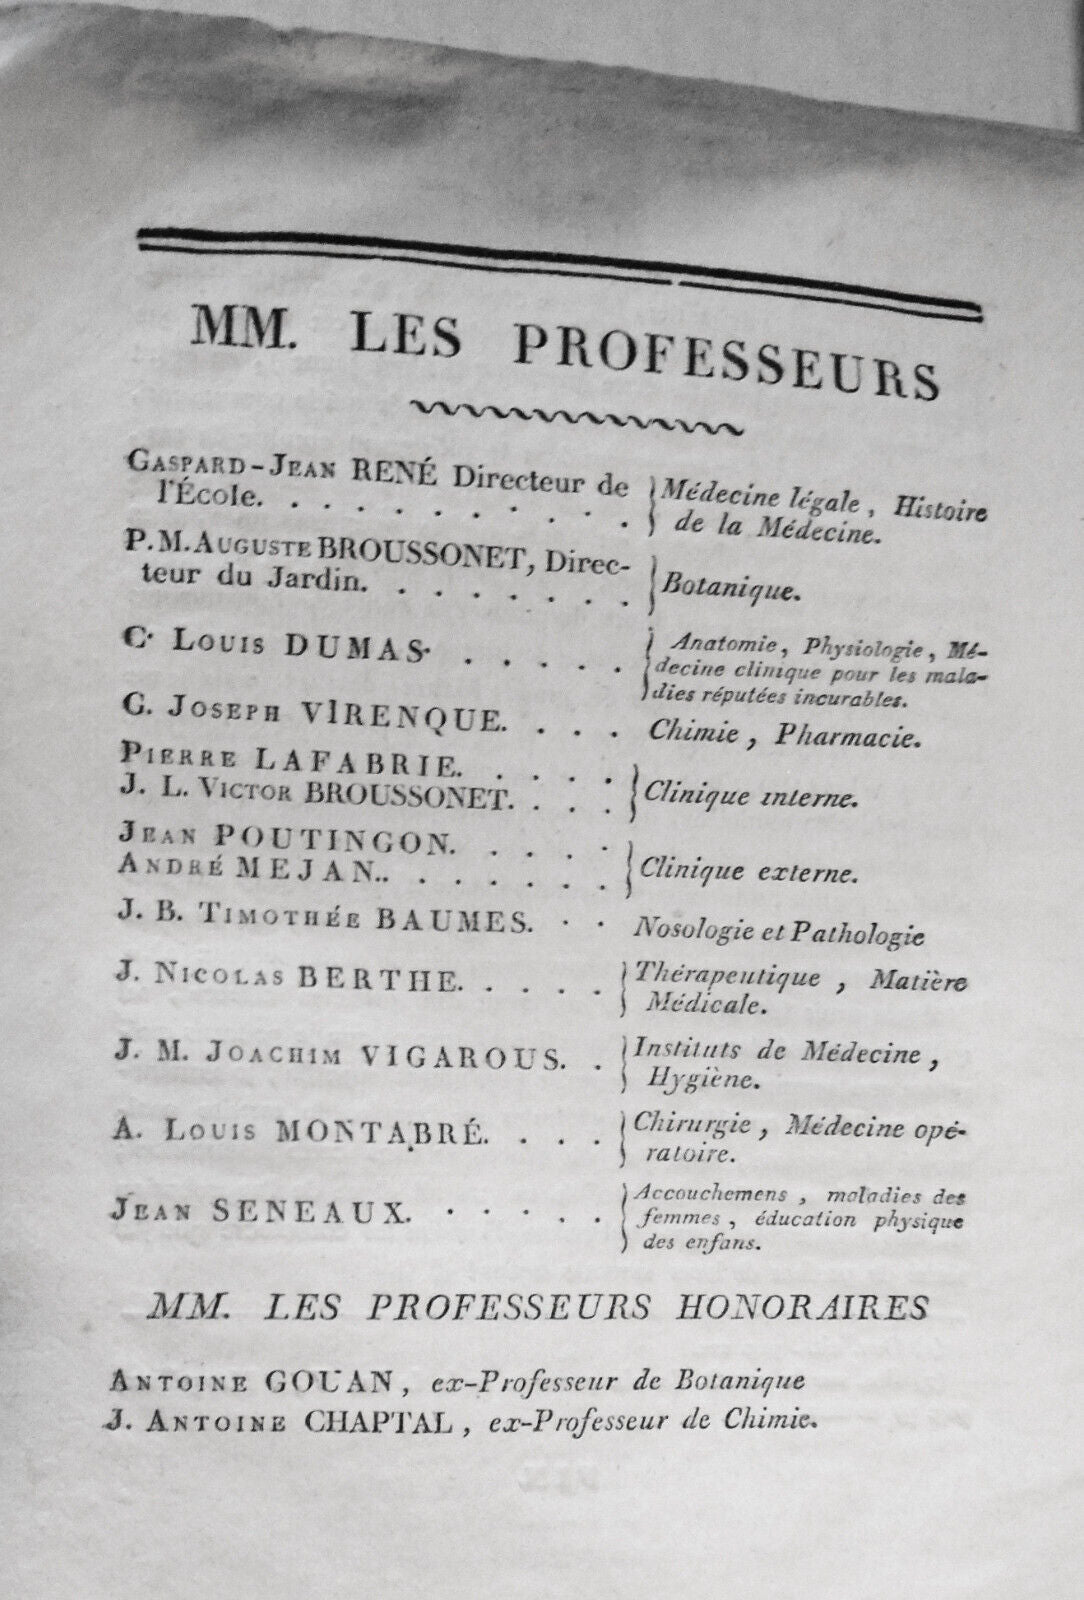 MM. LES PROFESSEURS
GASPARD-JEAN RENÉ Directeur de
l'École. . . . . . . . . . . } Médecine légale, Histoire
de la Médecine.
P. M. AUGUSTE BROUSSONET, Direc-
teur du Jardin. . . . . . . . } Botanique.
C. LOUIS DUMAS. . . . . . } Anatomie, Physiologie, Mé-
decine clinique pour les mala-
dies réputées incurables.
G. JOSEPH VIRENQUE. . . . Chimie, Pharmacie.
PIERRE LAFABRIE. . . . .
J. L. VICTOR BROUSSONET. . . . } Clinique interne.
JEAN POUTINGON. . . . .
ANDRÉ MEJAN.. . . . . . . } Clinique externe.
J. B. TIMOTHÉE BAUMES. . . Nosologie et Pathologie
J. NICOLAS BERTHE. . . . . } Thérapeutique, Matière
Médicale.
J. M. JOACHIM VIGAROUS. . . } Instituts de Médecine,
Hygiène.
A. LOUIS MONTABRÉ. . . . } Chirurgie, Médecine opé-
ratoire.
JEAN SENEAUX. . . . . . } Accouchemens, maladies des
femmes, éducation physique
des enfans.
MM. LES PROFESSEURS HONORAIRES
ANTOINE GOUAN, ex-Professeur de Botanique
J. ANTOINE CHAPTAL, ex-Professeur de Chimie.